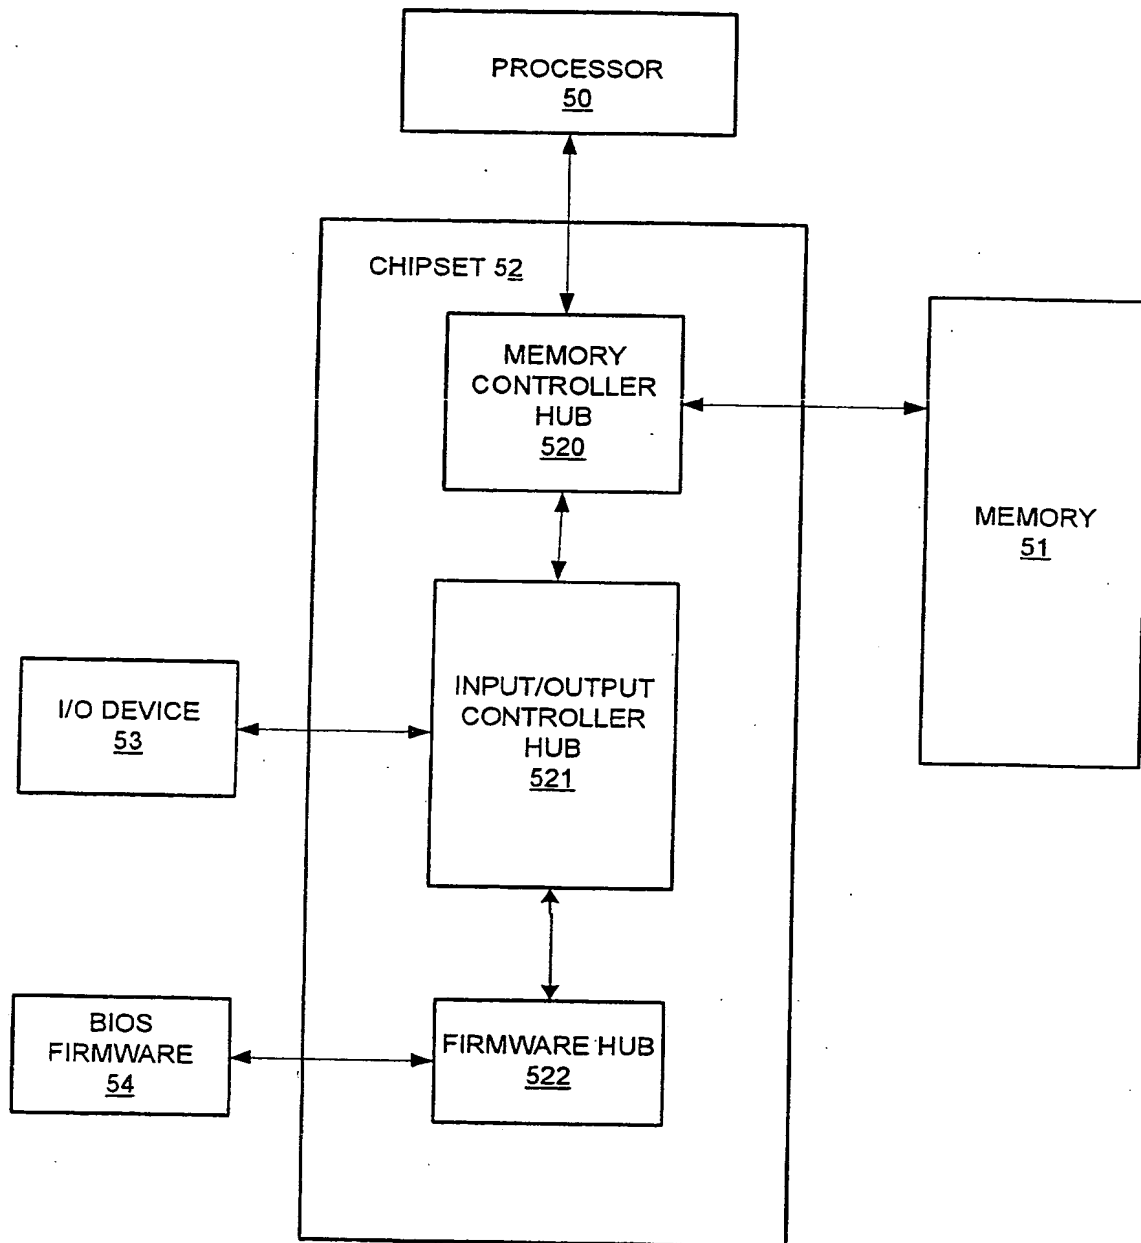 PROCESSOR
50
CHIPSET 52
MEMORY
CONTROLLER
HUB
520
MEMORY
51
INPUT/OUTPUT
CONTROLLER
HUB
521
I/O DEVICE
53
BIOS
FIRMWARE
54
FIRMWARE HUB
522